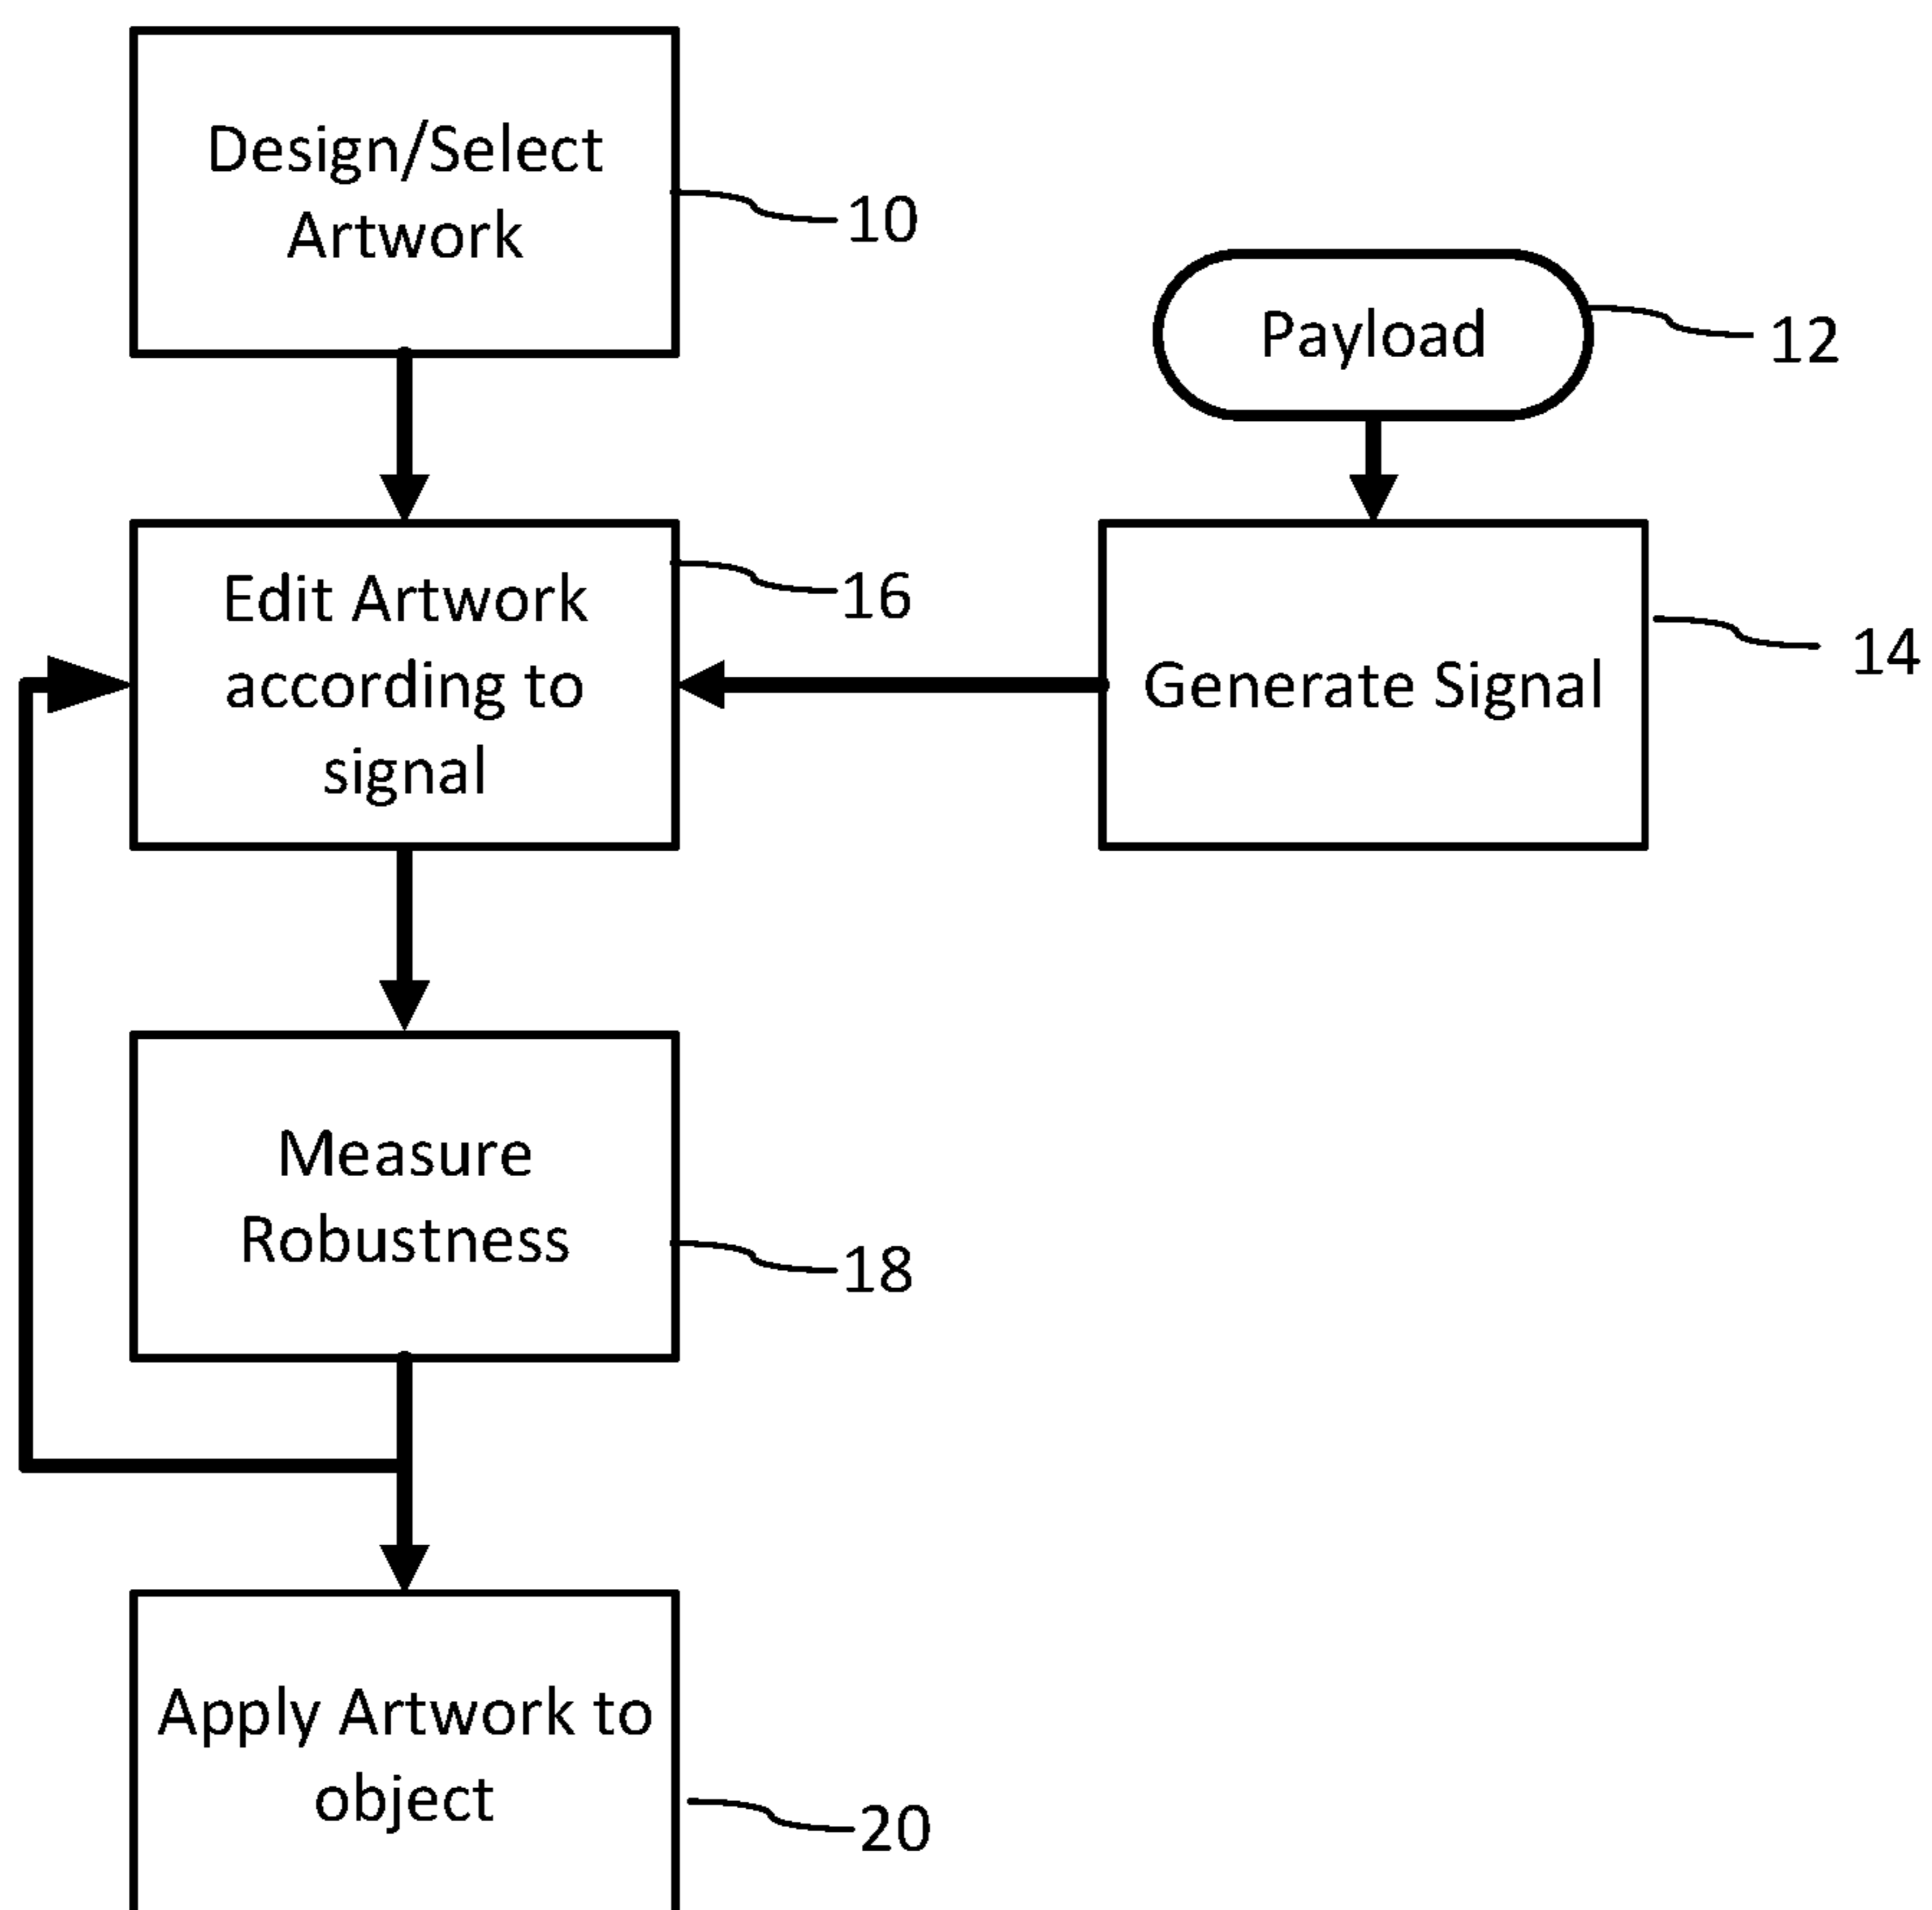 Design/Select
Artwork
10
Payload
12
Edit Artwork
according to
signal
16
Generate Signal
14
Measure
Robustness
18
Apply Artwork to
object
20